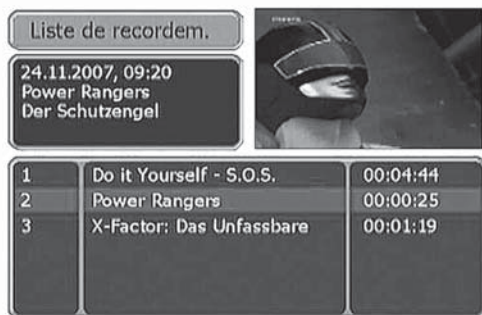 Liste de recordem.
24.11.2007, 09:20
Power Rangers
Der Schutzengel
1 Do it Yourself - S.O.S. 00:04:44
2 Power Rangers 00:00:25
3 X-Factor: Das Unfassbare 00:01:19